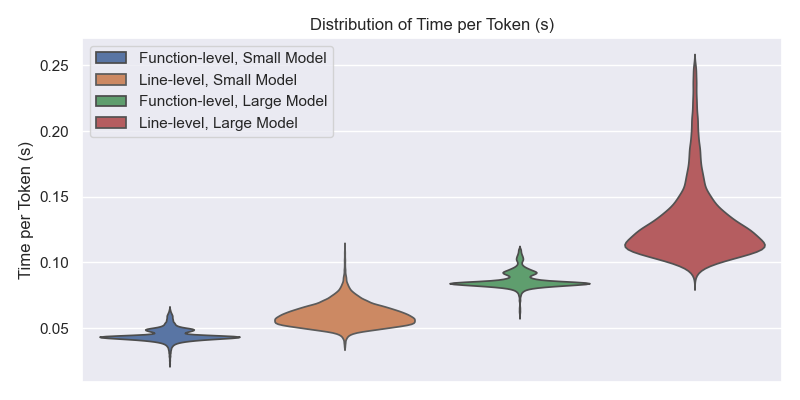 Distribution of Time per Token (s)
Function-level, Small Model
Line-level, Small Model
Function-level, Large Model
Line-level, Large Model
Time per Token (s)
0.25
0.20
0.15
0.10
0.05